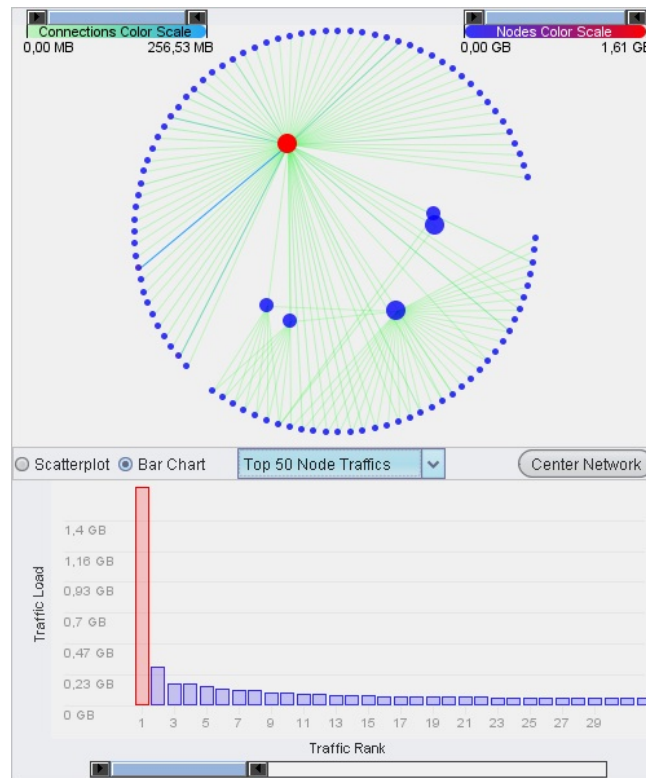 Connections Color Scale
0,00 MB 256,53 MB
Nodes Color Scale
0,00 GB 1,61 GB
Scatterplot Bar Chart Top 50 Node Traffics Center Network
Traffic Load
1,4 GB
1,16 GB
0,93 GB
0,7 GB
0,47 GB
0,23 GB
0 GB
1 3 5 7 9 11 13 15 17 19 21 23 25 27 29
Traffic Rank